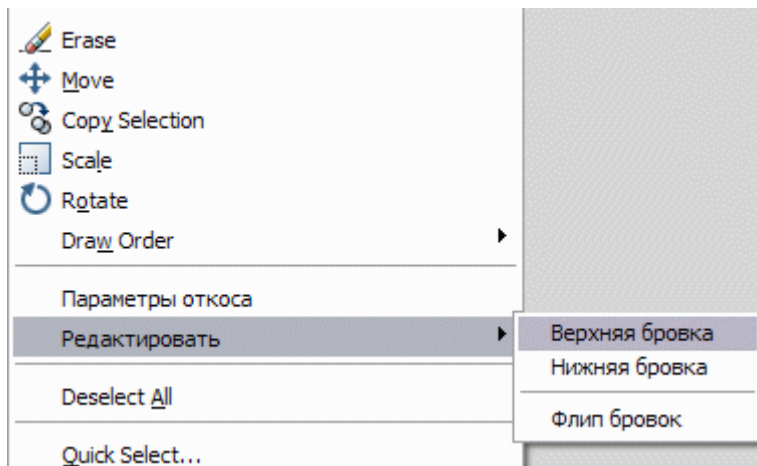 Erase
Move
Copy Selection
Scale
Rotate
Draw Order
Параметры откоса
Редактировать
Верхняя бровка
Нижняя бровка
Флип бровок
Deselect All
Quick Select...